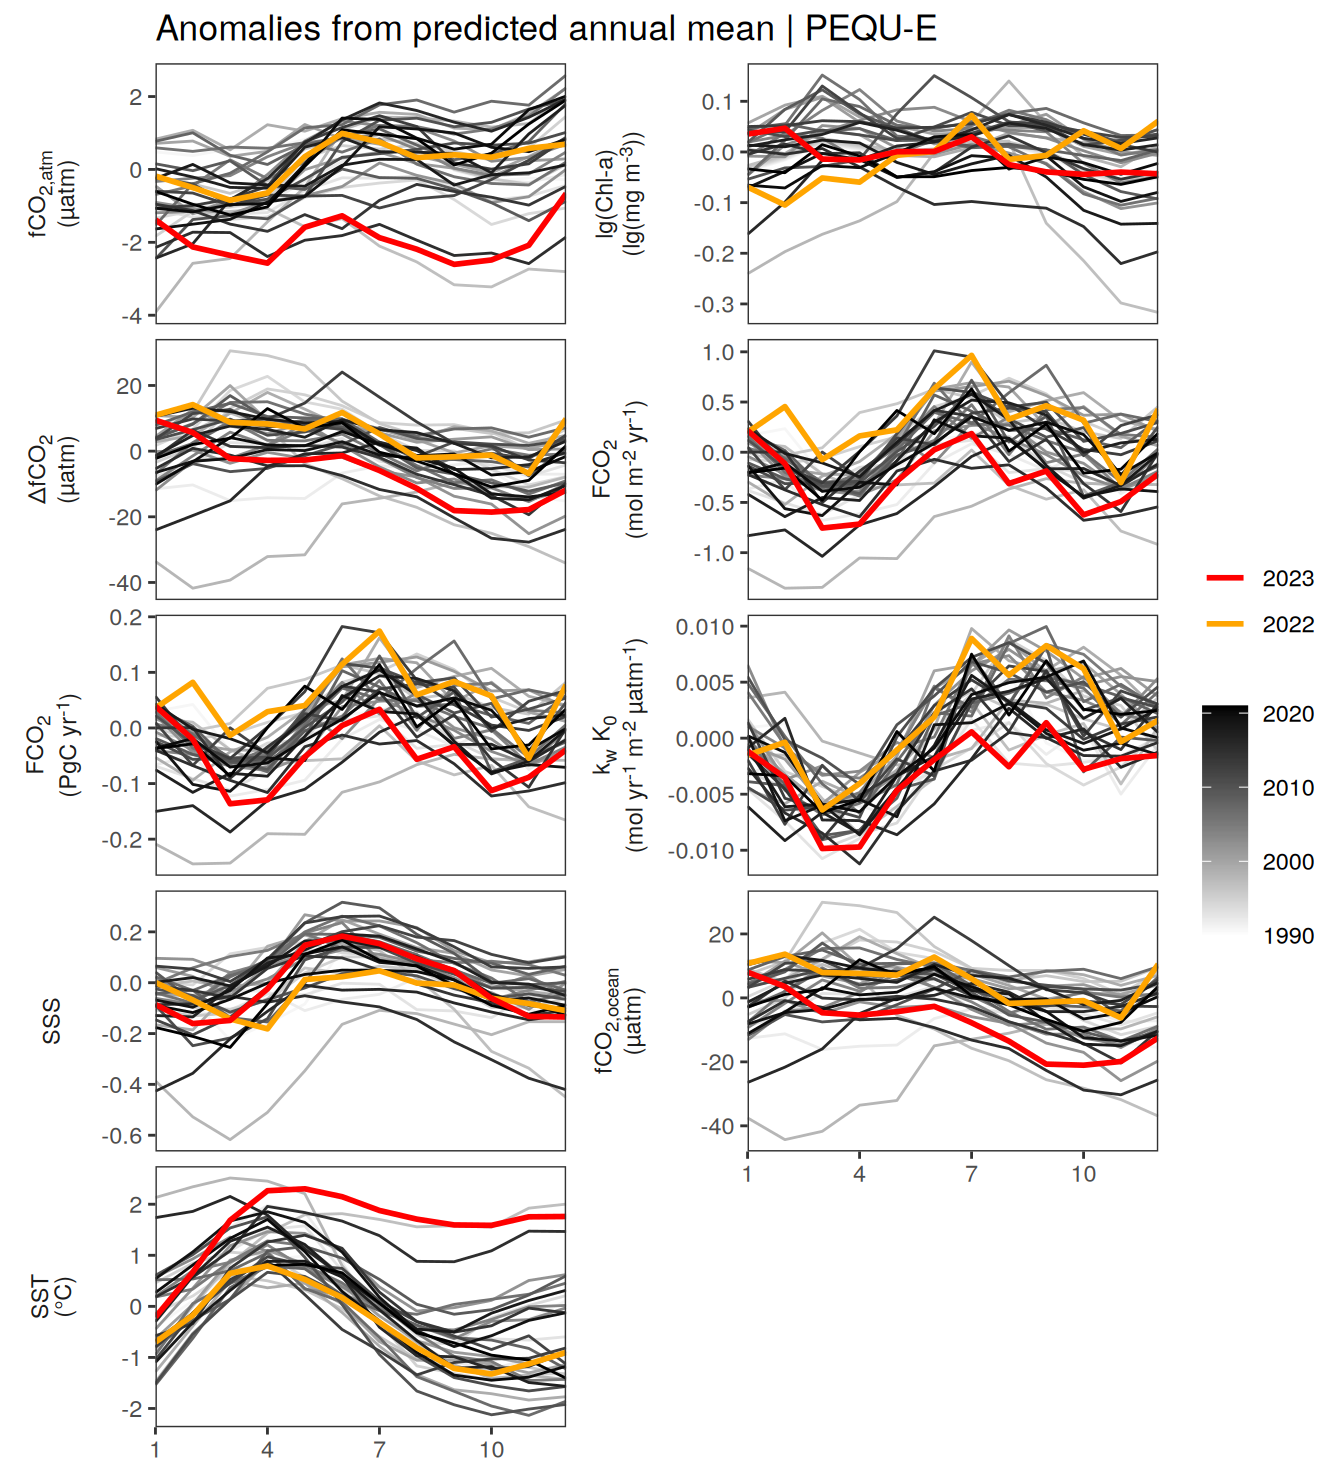 Anomalies from predicted annual mean | PEQU-E
fCO2,atm
(µatm)
2
0
-2
-4
lg(Chl-a)
(lg(mg m-3))
0.1
0.0
-0.1
-0.2
-0.3
ΔfCO2
(µatm)
20
0
-20
-40
FCO2
(mol m-2 yr-1)
1.0
0.5
0.0
-0.5
-1.0
FCO2
(PgC yr-1)
0.2
0.1
0.0
-0.1
-0.2
kw K0
(mol yr-1 m-2 µatm-1)
0.010
0.005
0.000
-0.005
-0.010
SSS
0.2
0.0
-0.2
-0.4
-0.6
fCO2,ocean
(µatm)
20
0
-20
-40
1 4 7 10
SST
(°C)
2
1
0
-1
-2
1 4 7 10
2023
2022
2020
2010
2000
1990